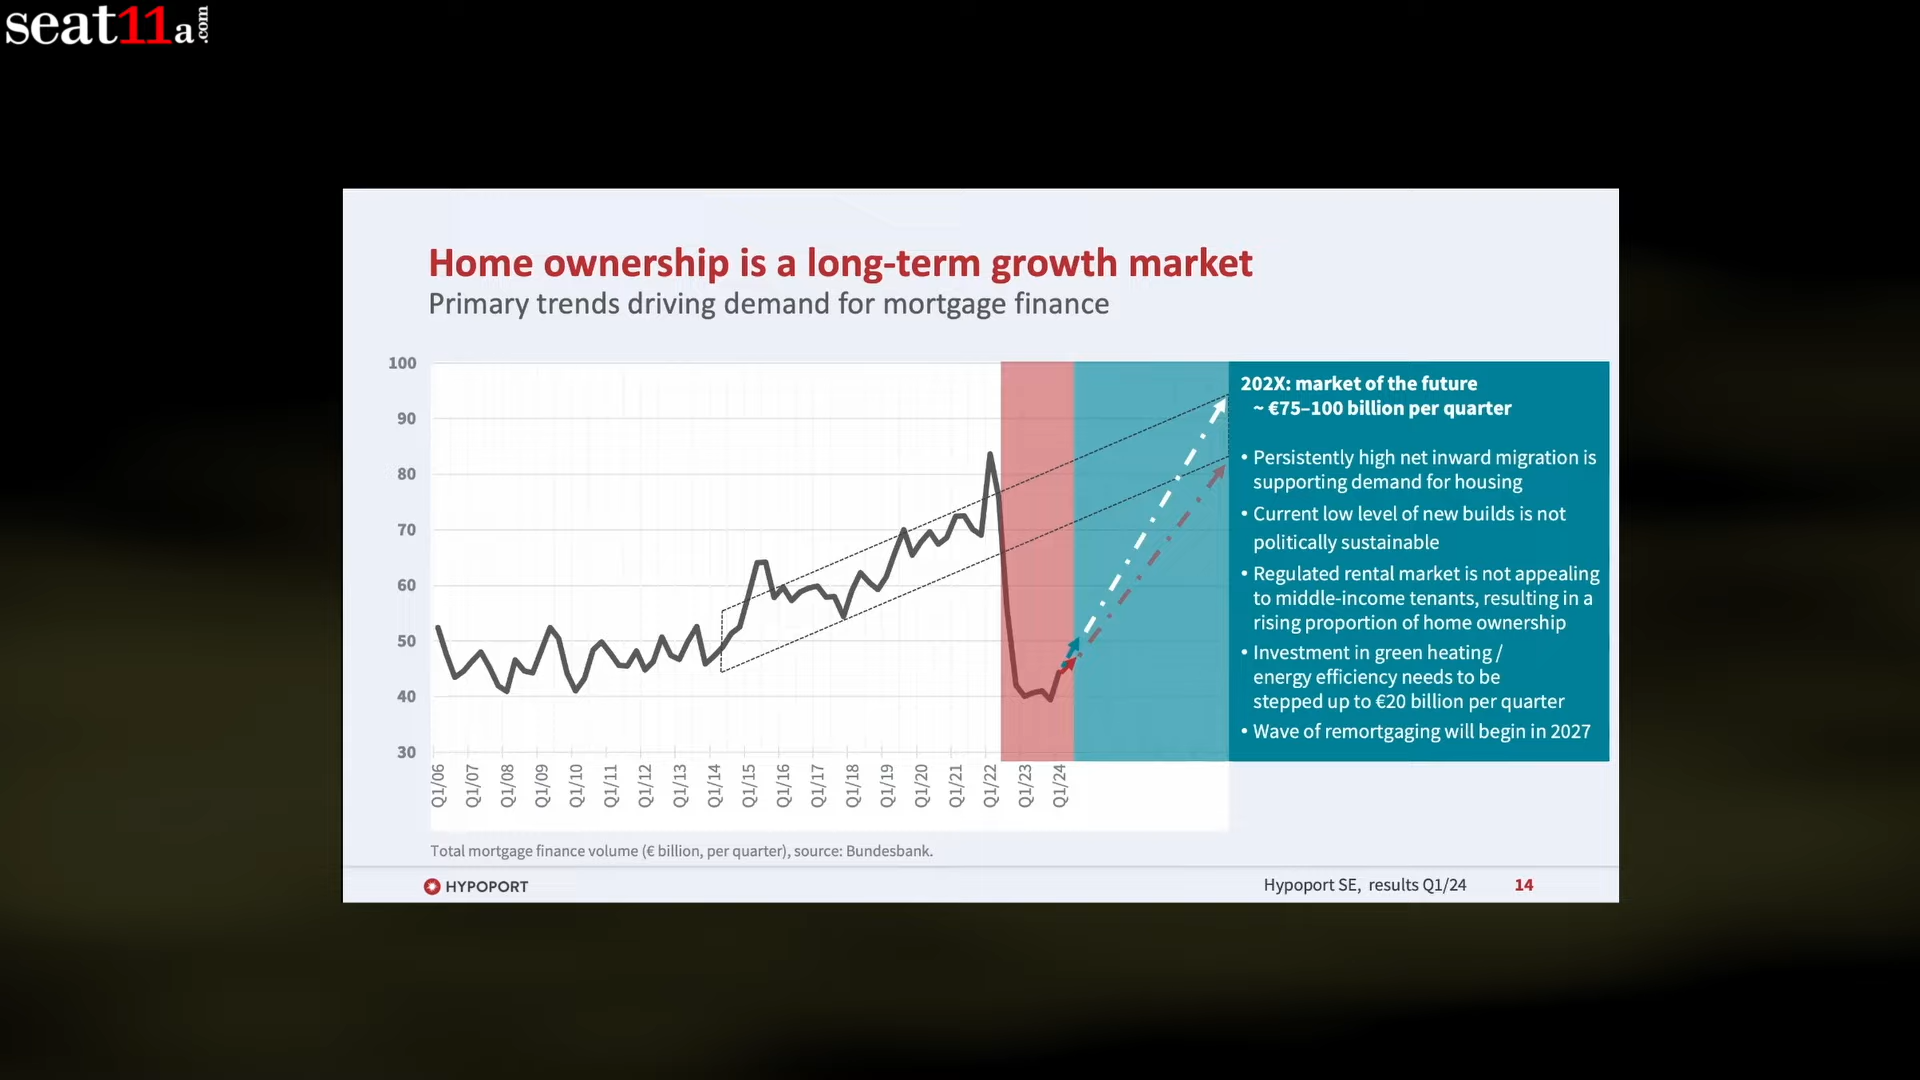 seat11a.com
Home ownership is a long-term growth market
Primary trends driving demand for mortgage finance
100
90
80
70
60
50
40
30
Q1/06
Q1/07
Q1/08
Q1/09
Q1/10
Q1/11
Q1/12
Q1/13
Q1/14
Q1/15
Q1/16
Q1/17
Q1/18
Q1/19
Q1/20
Q1/21
Q1/22
Q1/23
Q1/24
202X: market of the future
~ €75–100 billion per quarter
• Persistently high net inward migration is
supporting demand for housing
• Current low level of new builds is not
politically sustainable
• Regulated rental market is not appealing
to middle-income tenants, resulting in a
rising proportion of home ownership
• Investment in green heating /
energy efficiency needs to be
stepped up to €20 billion per quarter
• Wave of remortgaging will begin in 2027
Total mortgage finance volume (€ billion, per quarter), source: Bundesbank.
HYPOPORT
Hypoport SE, results Q1/24
14